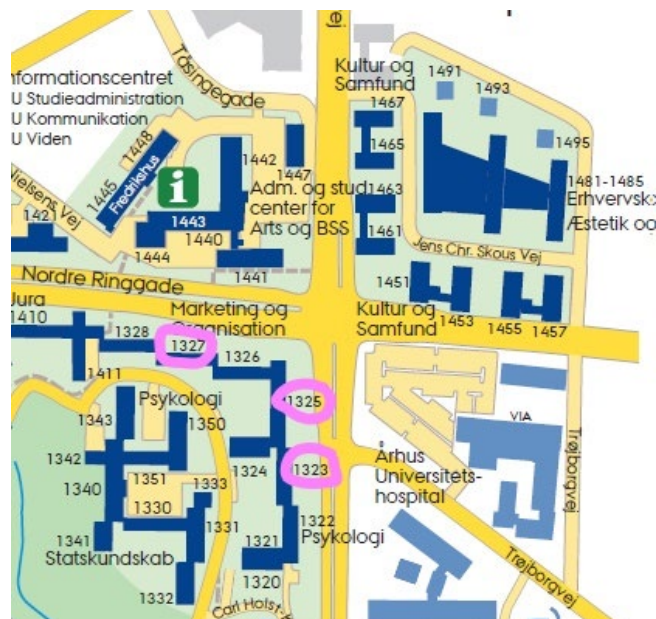 Tåsingegade
nformationscentret
U Studieadministration
U Kommunikation
U Viden
1448
1445
Fredrikshus
Nielsens Vej
i
1442
1447
Adm. og stud.
center for
Arts og BSS
1443
1440
1444
1441
142
Kultur og
Samfund
1467
1465
1463
1461
1491
1493
1495
1481-1485
Erhvervsk
Æstetik og
Jens Chr. Skous Vej
1451
1453
1455
1457
Kultur og
Samfund
Nordre Ringgade
Jura
1410
Marketing og
Organisation
1328
1327
1326
1411
1325
1343
Psykologi
1350
1342
1340
1351
1333
1330
1331
1341
Statskundskab
1332
1324
1323
1322
Psykologi
1321
1320
Carl Holst-K
VIA
Århus
Universitets-
hospital
Trøjborgvej
Trøjborgvej
ej